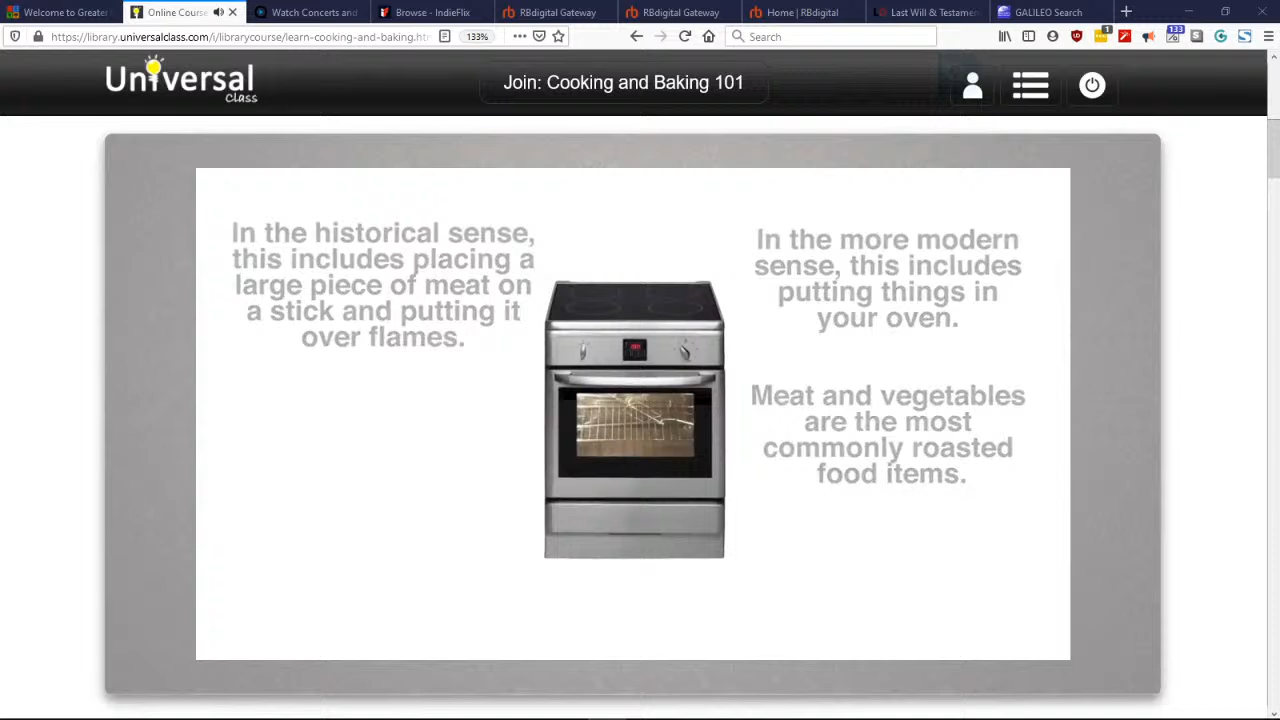 Welcome to Greater
Online Course
Watch Concerts and
Browse - IndieFlix
RBdigital Gateway
RBdigital Gateway
Home | RBdigital
Last Will & Testamen
GALILEO Search
https://library.universalclass.com/i/librarycourse/learn-cooking-and-baking.ht
133%
Search
1
133
Universal
Class
Join: Cooking and Baking 101
In the historical sense,
this includes placing a
large piece of meat on
a stick and putting it
over flames.
In the more modern
sense, this includes
putting things in
your oven.
Meat and vegetables
are the most
commonly roasted
food items.